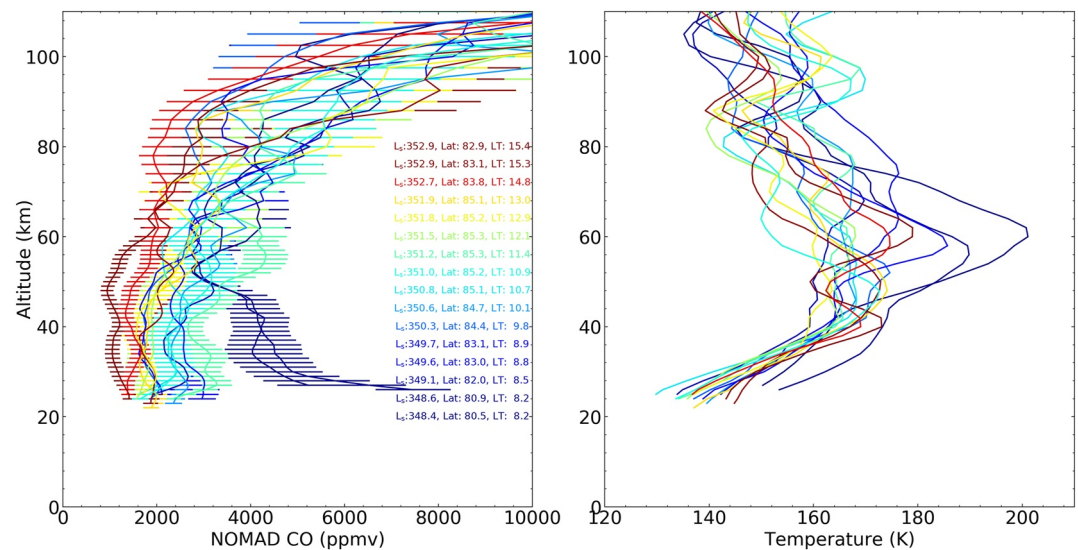 100
80
60
40
20
0
Altitude (km)
0 2000 4000 6000 8000 10000
NOMAD CO (ppmv)
Ls:352.9, Lat: 82.9, LT: 15.4
Ls:352.9, Lat: 83.1, LT: 15.3
Ls:352.7, Lat: 83.8, LT: 14.8
Ls:351.9, Lat: 85.1, LT: 13.0
Ls:351.8, Lat: 85.2, LT: 12.9
Ls:351.5, Lat: 85.3, LT: 12.1
Ls:351.2, Lat: 85.3, LT: 11.4
Ls:351.0, Lat: 85.2, LT: 10.9
Ls:350.8, Lat: 85.1, LT: 10.7
Ls:350.6, Lat: 84.7, LT: 10.1
Ls:350.3, Lat: 84.4, LT: 9.8
Ls:349.7, Lat: 83.1, LT: 8.9
Ls:349.6, Lat: 83.0, LT: 8.8
Ls:349.1, Lat: 82.0, LT: 8.5
Ls:348.6, Lat: 80.9, LT: 8.2
Ls:348.4, Lat: 80.5, LT: 8.2
100
80
60
40
20
0
120 140 160 180 200
Temperature (K)